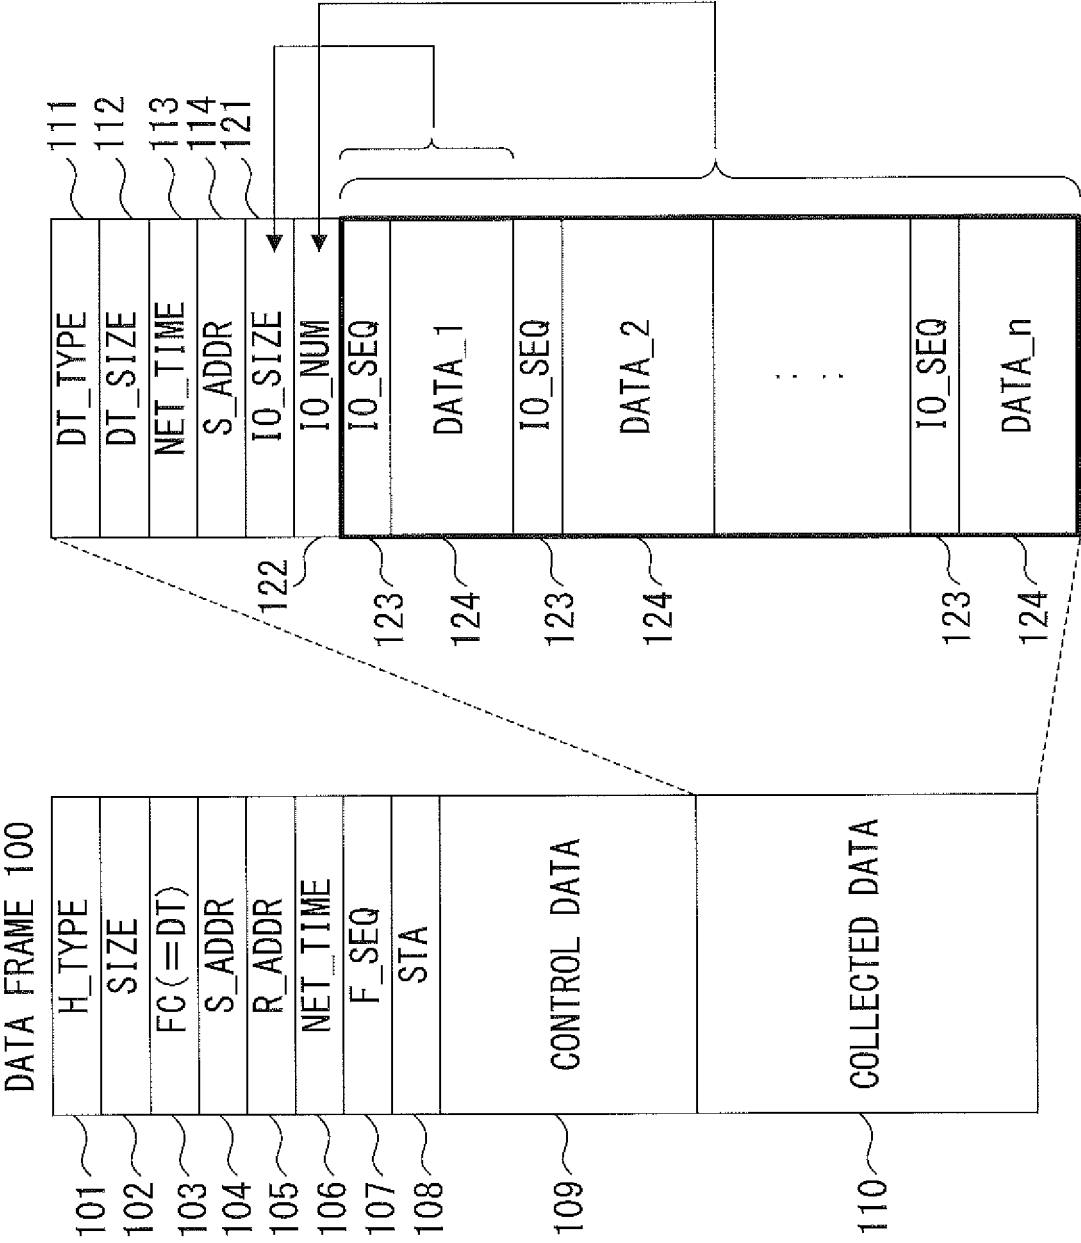 DATA FRAME 100
101 H_TYPE
102 SIZE
103 FC(=DT)
104 S_ADDR
105 R_ADDR
106 NET_TIME
107 F_SEQ
108 STA
109 CONTROL DATA
110 COLLECTED DATA
DT_TYPE 111
DT_SIZE 112
NET_TIME 113
S_ADDR 114
IO_SIZE 121
122 IO_NUM
123 IO_SEQ
124 DATA_1
123 IO_SEQ
124 DATA_2
.. ..
123 IO_SEQ
124 DATA_n